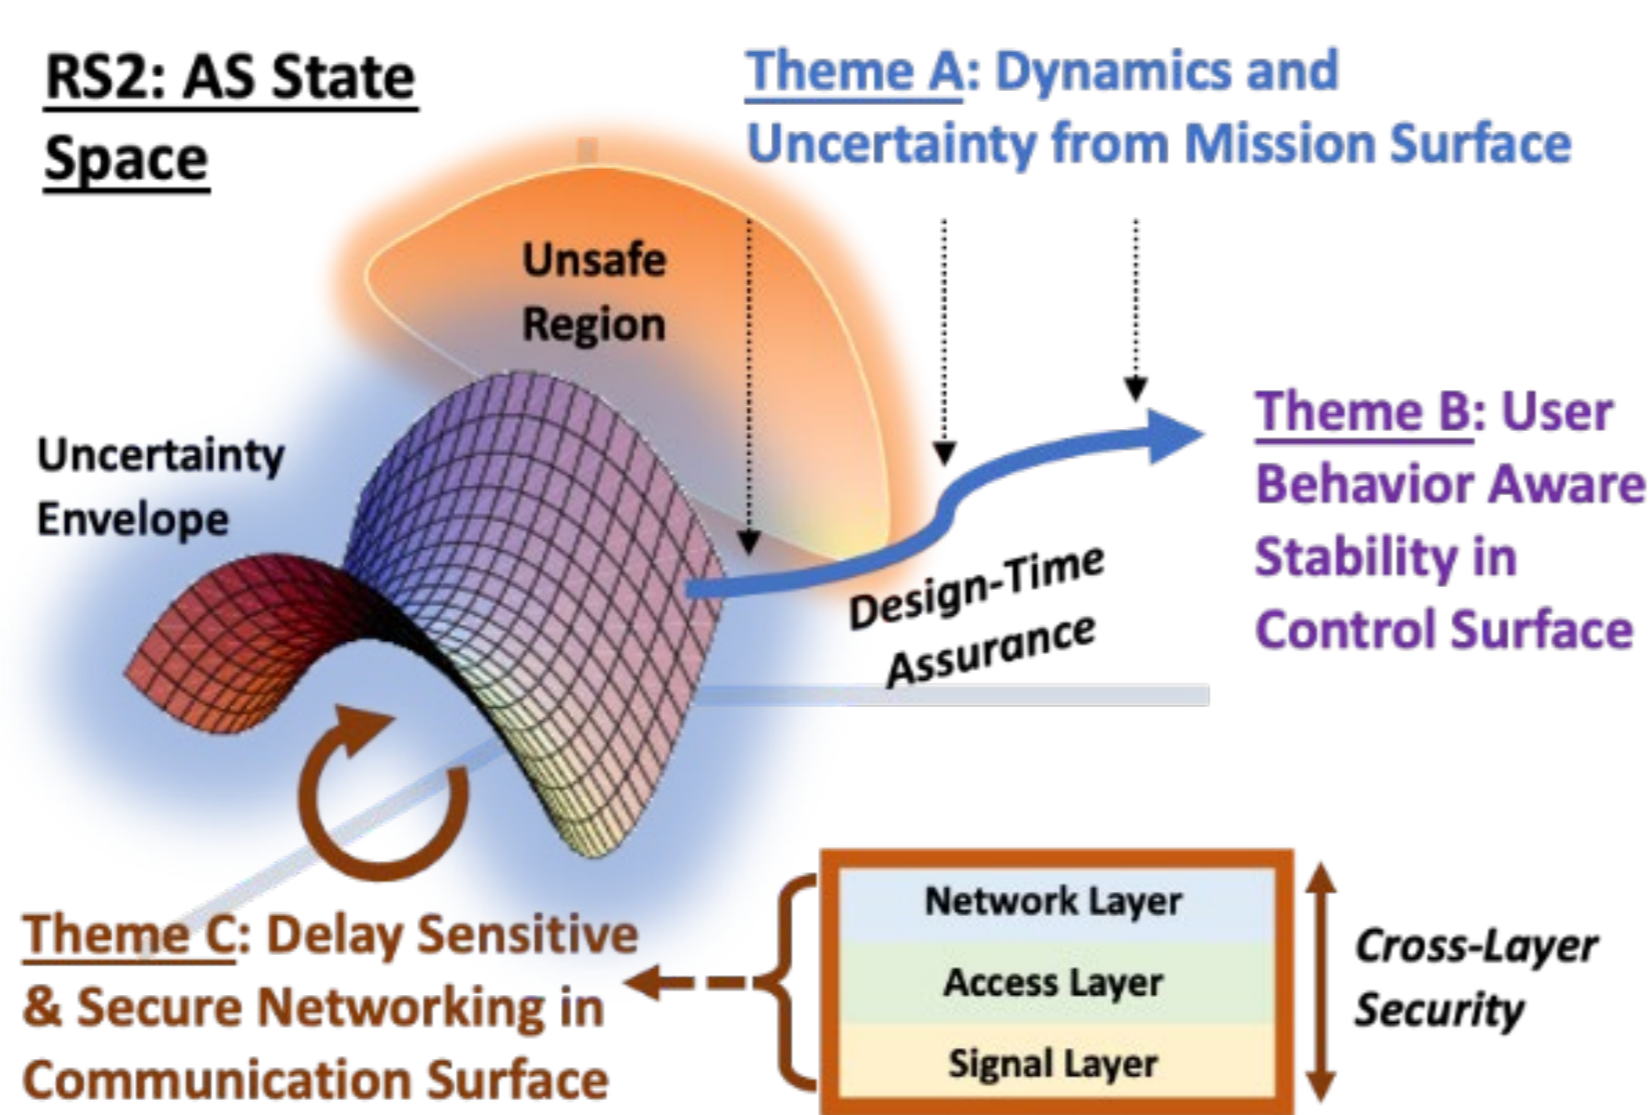 RS2: AS State
Space
Theme A: Dynamics and
Uncertainty from Mission Surface
Unsafe
Region
Uncertainty
Envelope
Theme B: User
Behavior Aware
Stability in
Control Surface
Design-Time
Assurance
Theme C: Delay Sensitive
& Secure Networking in
Communication Surface
Network Layer
Access Layer
Signal Layer
Cross-Layer
Security